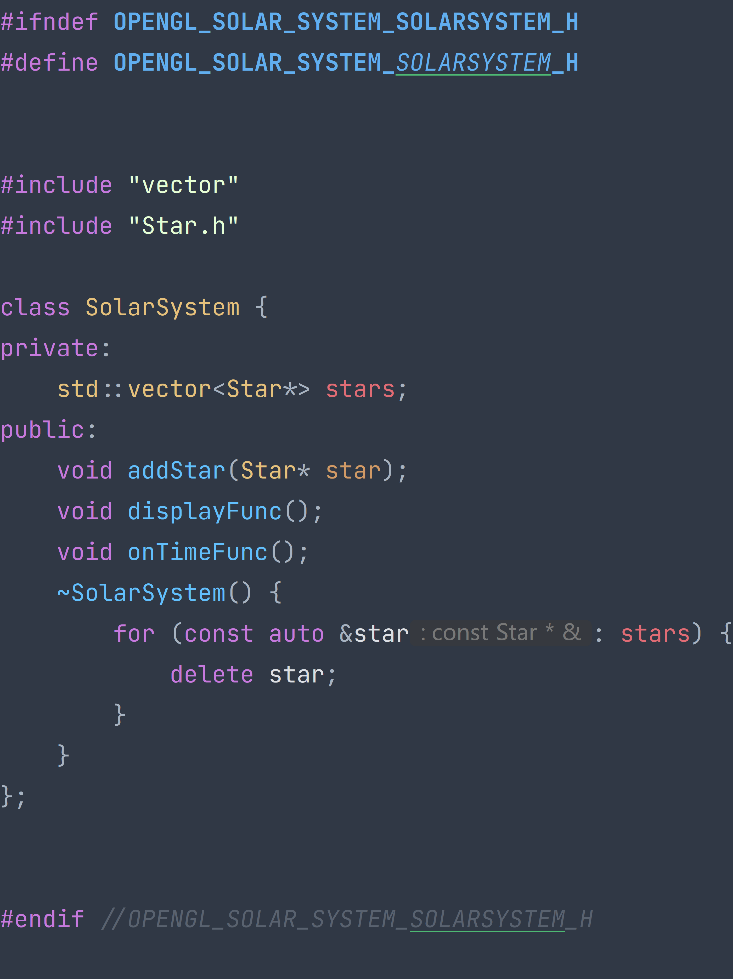 #ifndef OPENGL_SOLAR_SYSTEM_SOLARSYSTEM_H
#define OPENGL_SOLAR_SYSTEM_SOLARSYSTEM_H
#include "vector"
#include "Star.h"
class SolarSystem {
private:
    std::vector<Star*> stars;
public:
    void addStar(Star* star);
    void displayFunc();
    void onTimeFunc();
    ~SolarSystem() {
        for (const auto &star : const Star * & : stars) {
            delete star;
        }
    }
};
#endif //OPENGL_SOLAR_SYSTEM_SOLARSYSTEM_H